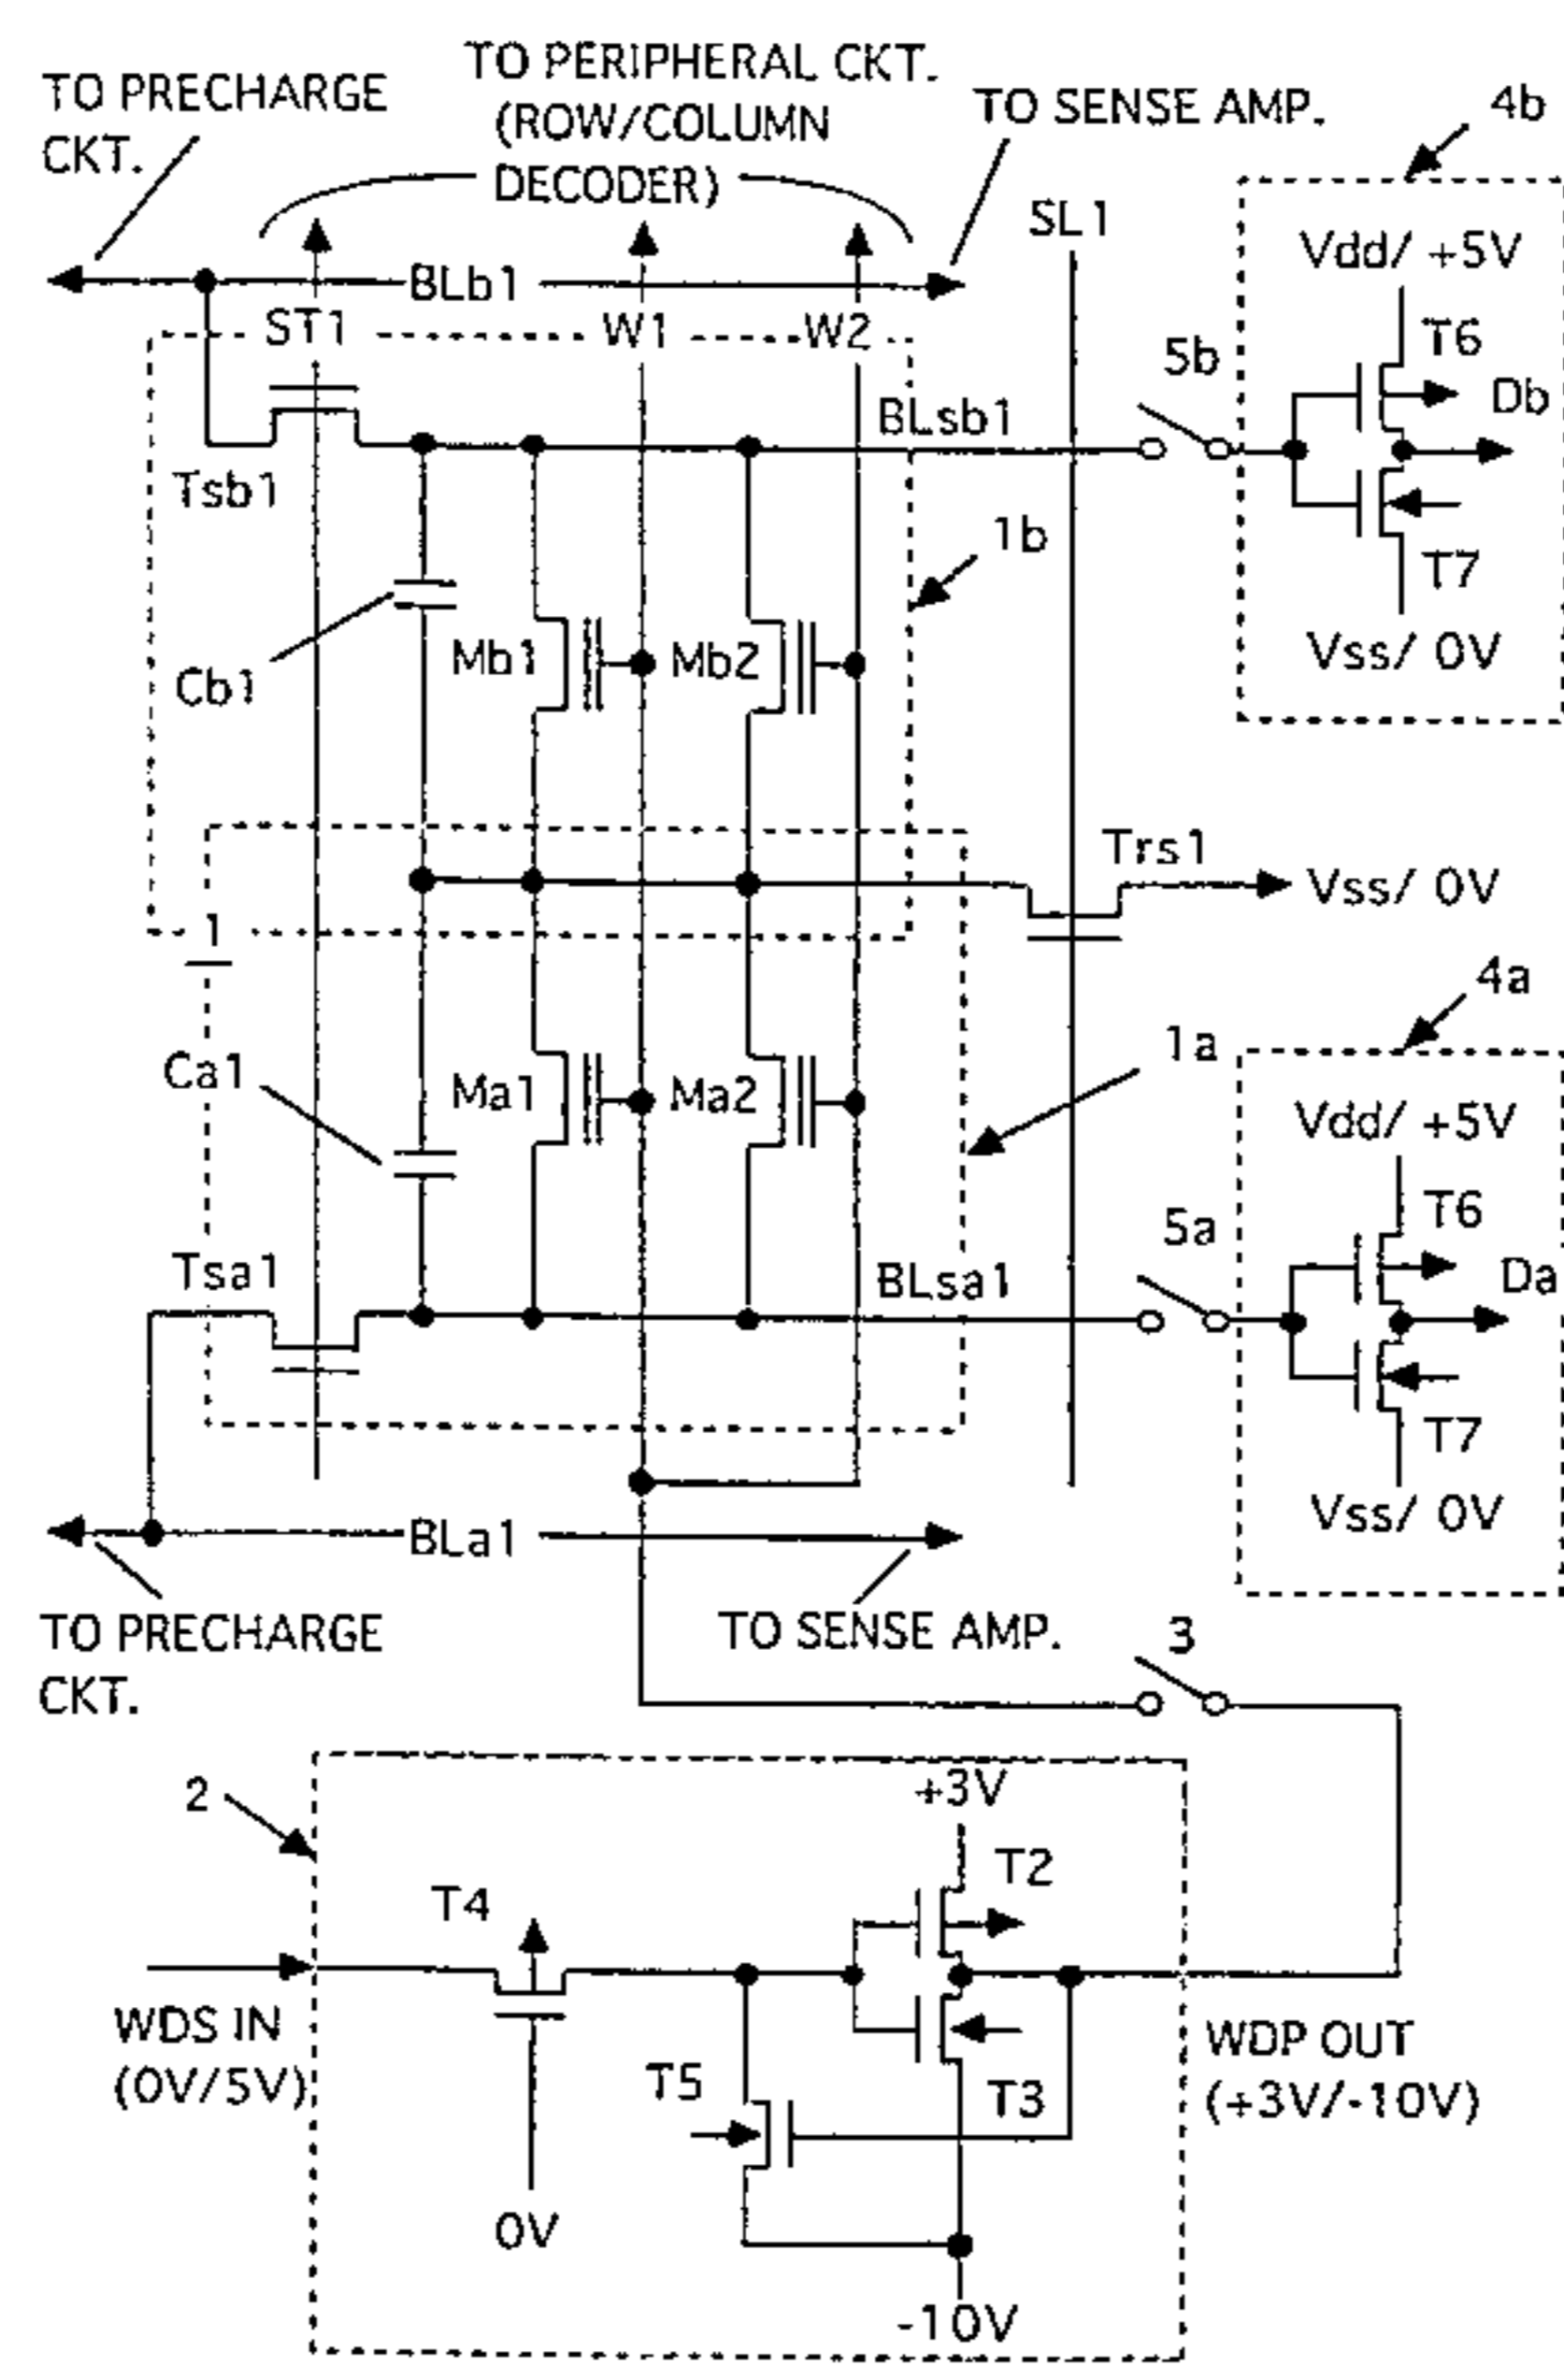 TO PRECHARGE
CKT.
TO PERIPHERAL CKT.
(ROW/COLUMN
DECODER)
TO SENSE AMP.
4b
SL1
Vdd/ +5V
BLb1
ST1
W1
W2
T6
5b
Db
BLsb1
Tsb1
1b
T7
Mb1
Mb2
Vss/ 0V
Cb1
Trs1
Vss/ 0V
1
4a
1a
Ca1
Ma1
Ma2
Vdd/ +5V
T6
5a
Tsa1
BLsa1
Da
T7
Vss/ 0V
BLa1
TO PRECHARGE
CKT.
TO SENSE AMP.
3
2
+3V
T2
T4
WDS IN
(0V/5V)
WDP OUT
(+3V/-10V)
T5
T3
0V
-10V